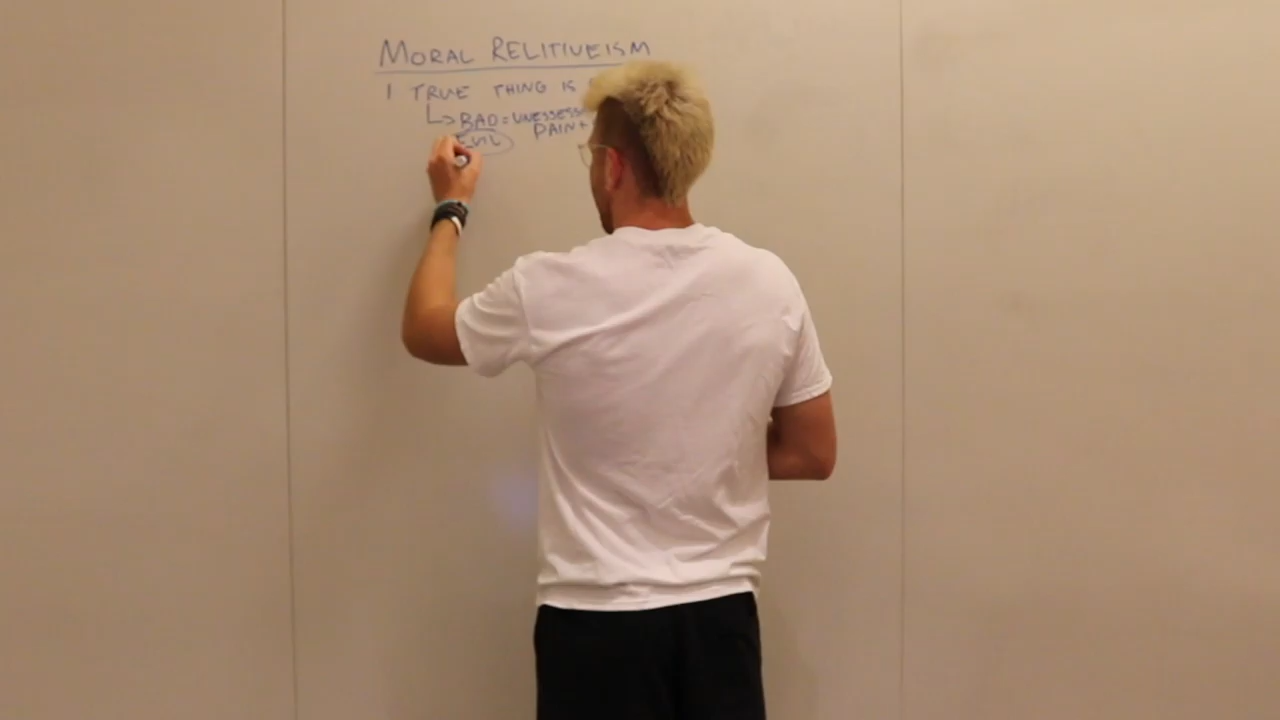 MORAL RELITIVEISM
1 TRUE THING IS
↳ BAD = UNESSESS
PAIN +
EVIL